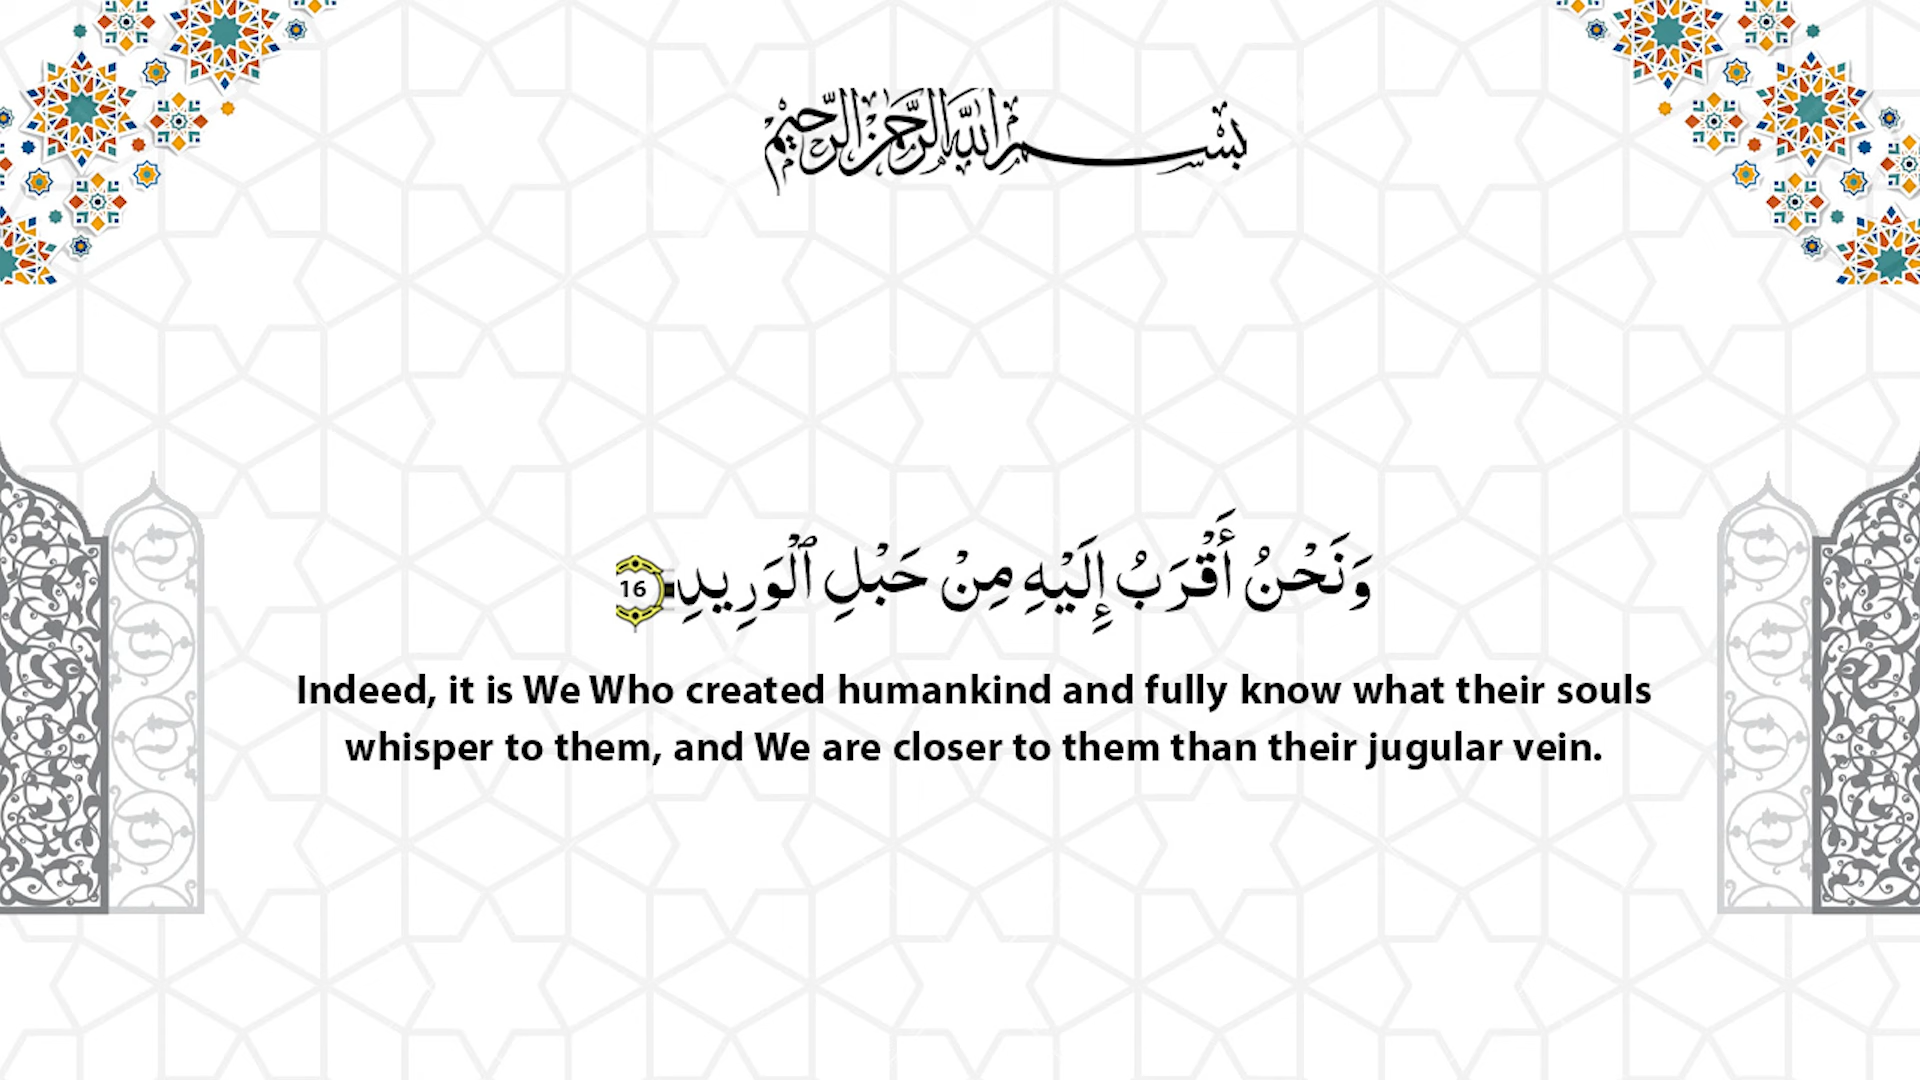 بسم الله الرحمن الرحيم
وَنَحْنُ أَقْرَبُ إِلَيْهِ مِنْ حَبْلِ ٱلْوَرِيدِ 16
Indeed, it is We Who created humankind and fully know what their souls
whisper to them, and We are closer to them than their jugular vein.